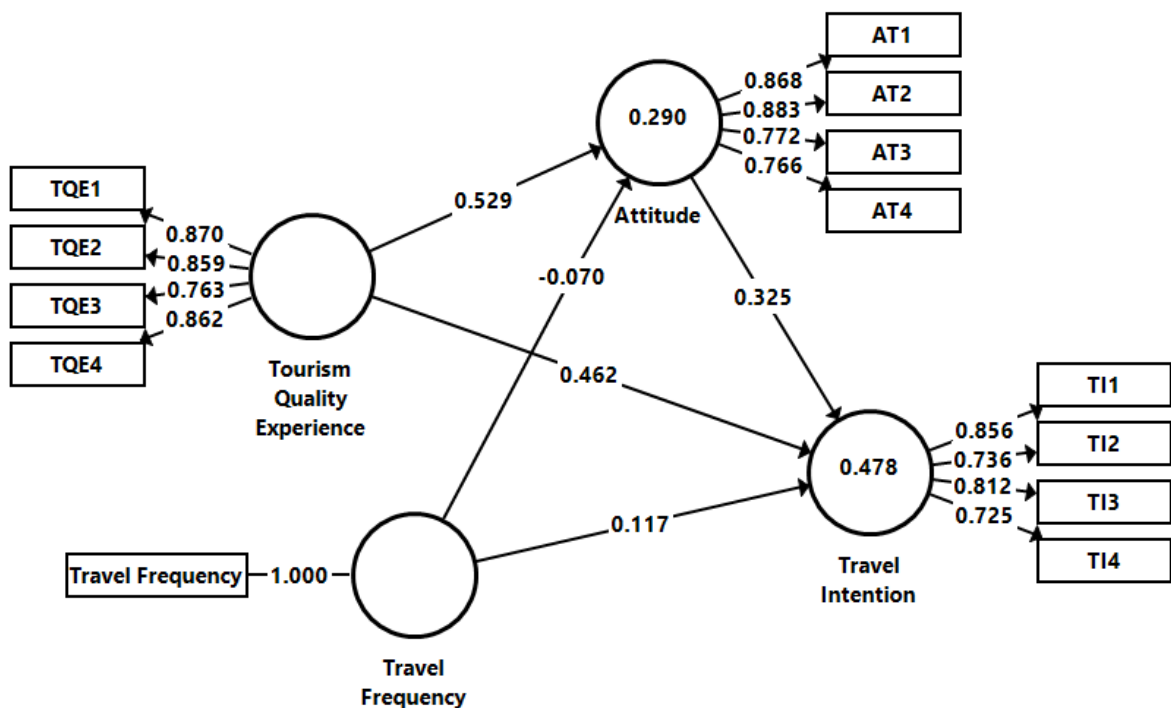 AT1
AT2
AT3
AT4
0.868
0.883
0.772
0.766
0.290
Attitude
TQE1
TQE2
TQE3
TQE4
0.870
0.859
0.763
0.862
Tourism
Quality
Experience
0.529
-0.070
0.325
0.462
0.117
TI1
TI2
TI3
TI4
0.856
0.736
0.812
0.725
0.478
Travel
Intention
Travel Frequency
1.000
Travel
Frequency